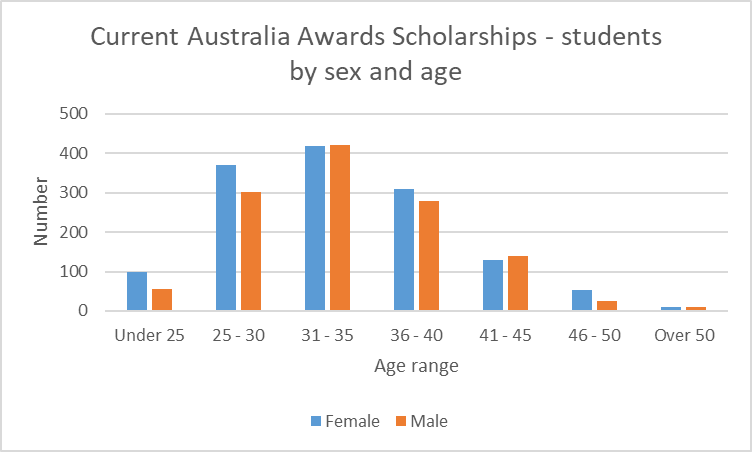 Current Australia Awards Scholarships - students
by sex and age
500
400
300
200
100
0
Number
Under 25 25 - 30 31 - 35 36 - 40 41 - 45 46 - 50 Over 50
Age range
Female Male